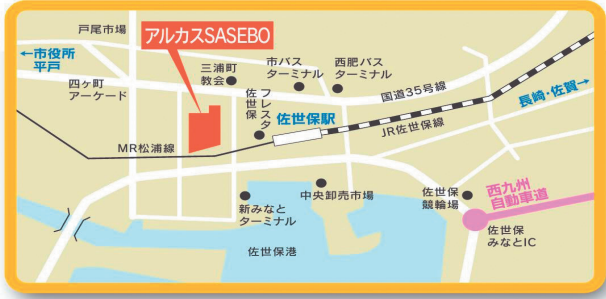 戸尾市場
アルカスSASEBO
←市役所
平戸
三浦町
教会
市バス
ターミナル
西肥バス
ターミナル
四ヶ町
アーケード
国道35号線
長崎・佐賀→
フレスタ
佐世保
佐世保駅
JR佐世保線
MR松浦線
中央卸売市場
佐世保
競輪場
西九州
自動車道
新みなと
ターミナル
佐世保
みなとIC
佐世保港